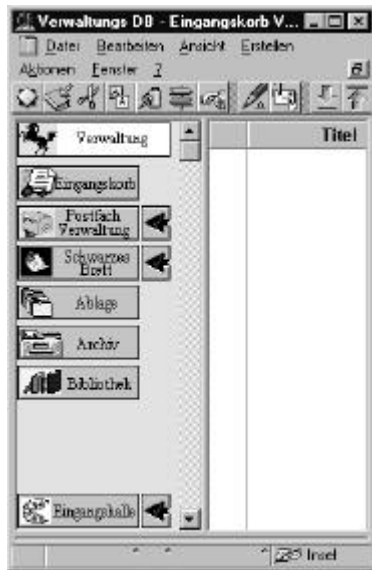 Verwaltungs DB - Eingangskorb V...
Datei Bearbeiten Ansicht Erstellen
Aktionen Fenster ?
Verwaltung
Titel
Eingangskorb
Postfach
Verwaltung
Schwarzes
Brett
Ablage
Archiv
Bibliothek
Eingangshalle
Insel